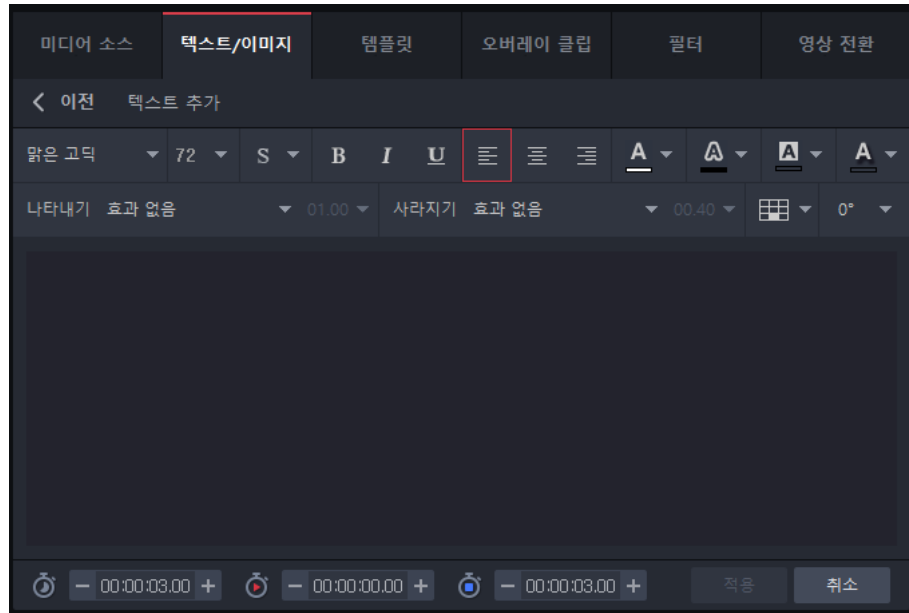 미디어 소스 텍스트/이미지 템플릿 오버레이 클립 필터 영상 전환
이전 텍스트 추가
맑은 고딕 72 S B I U A A A A
나타내기 효과 없음 01.00 사라지기 효과 없음 00.40 0°
00:00:03.00 00:00:00.00 00:00:03.00 적용 취소